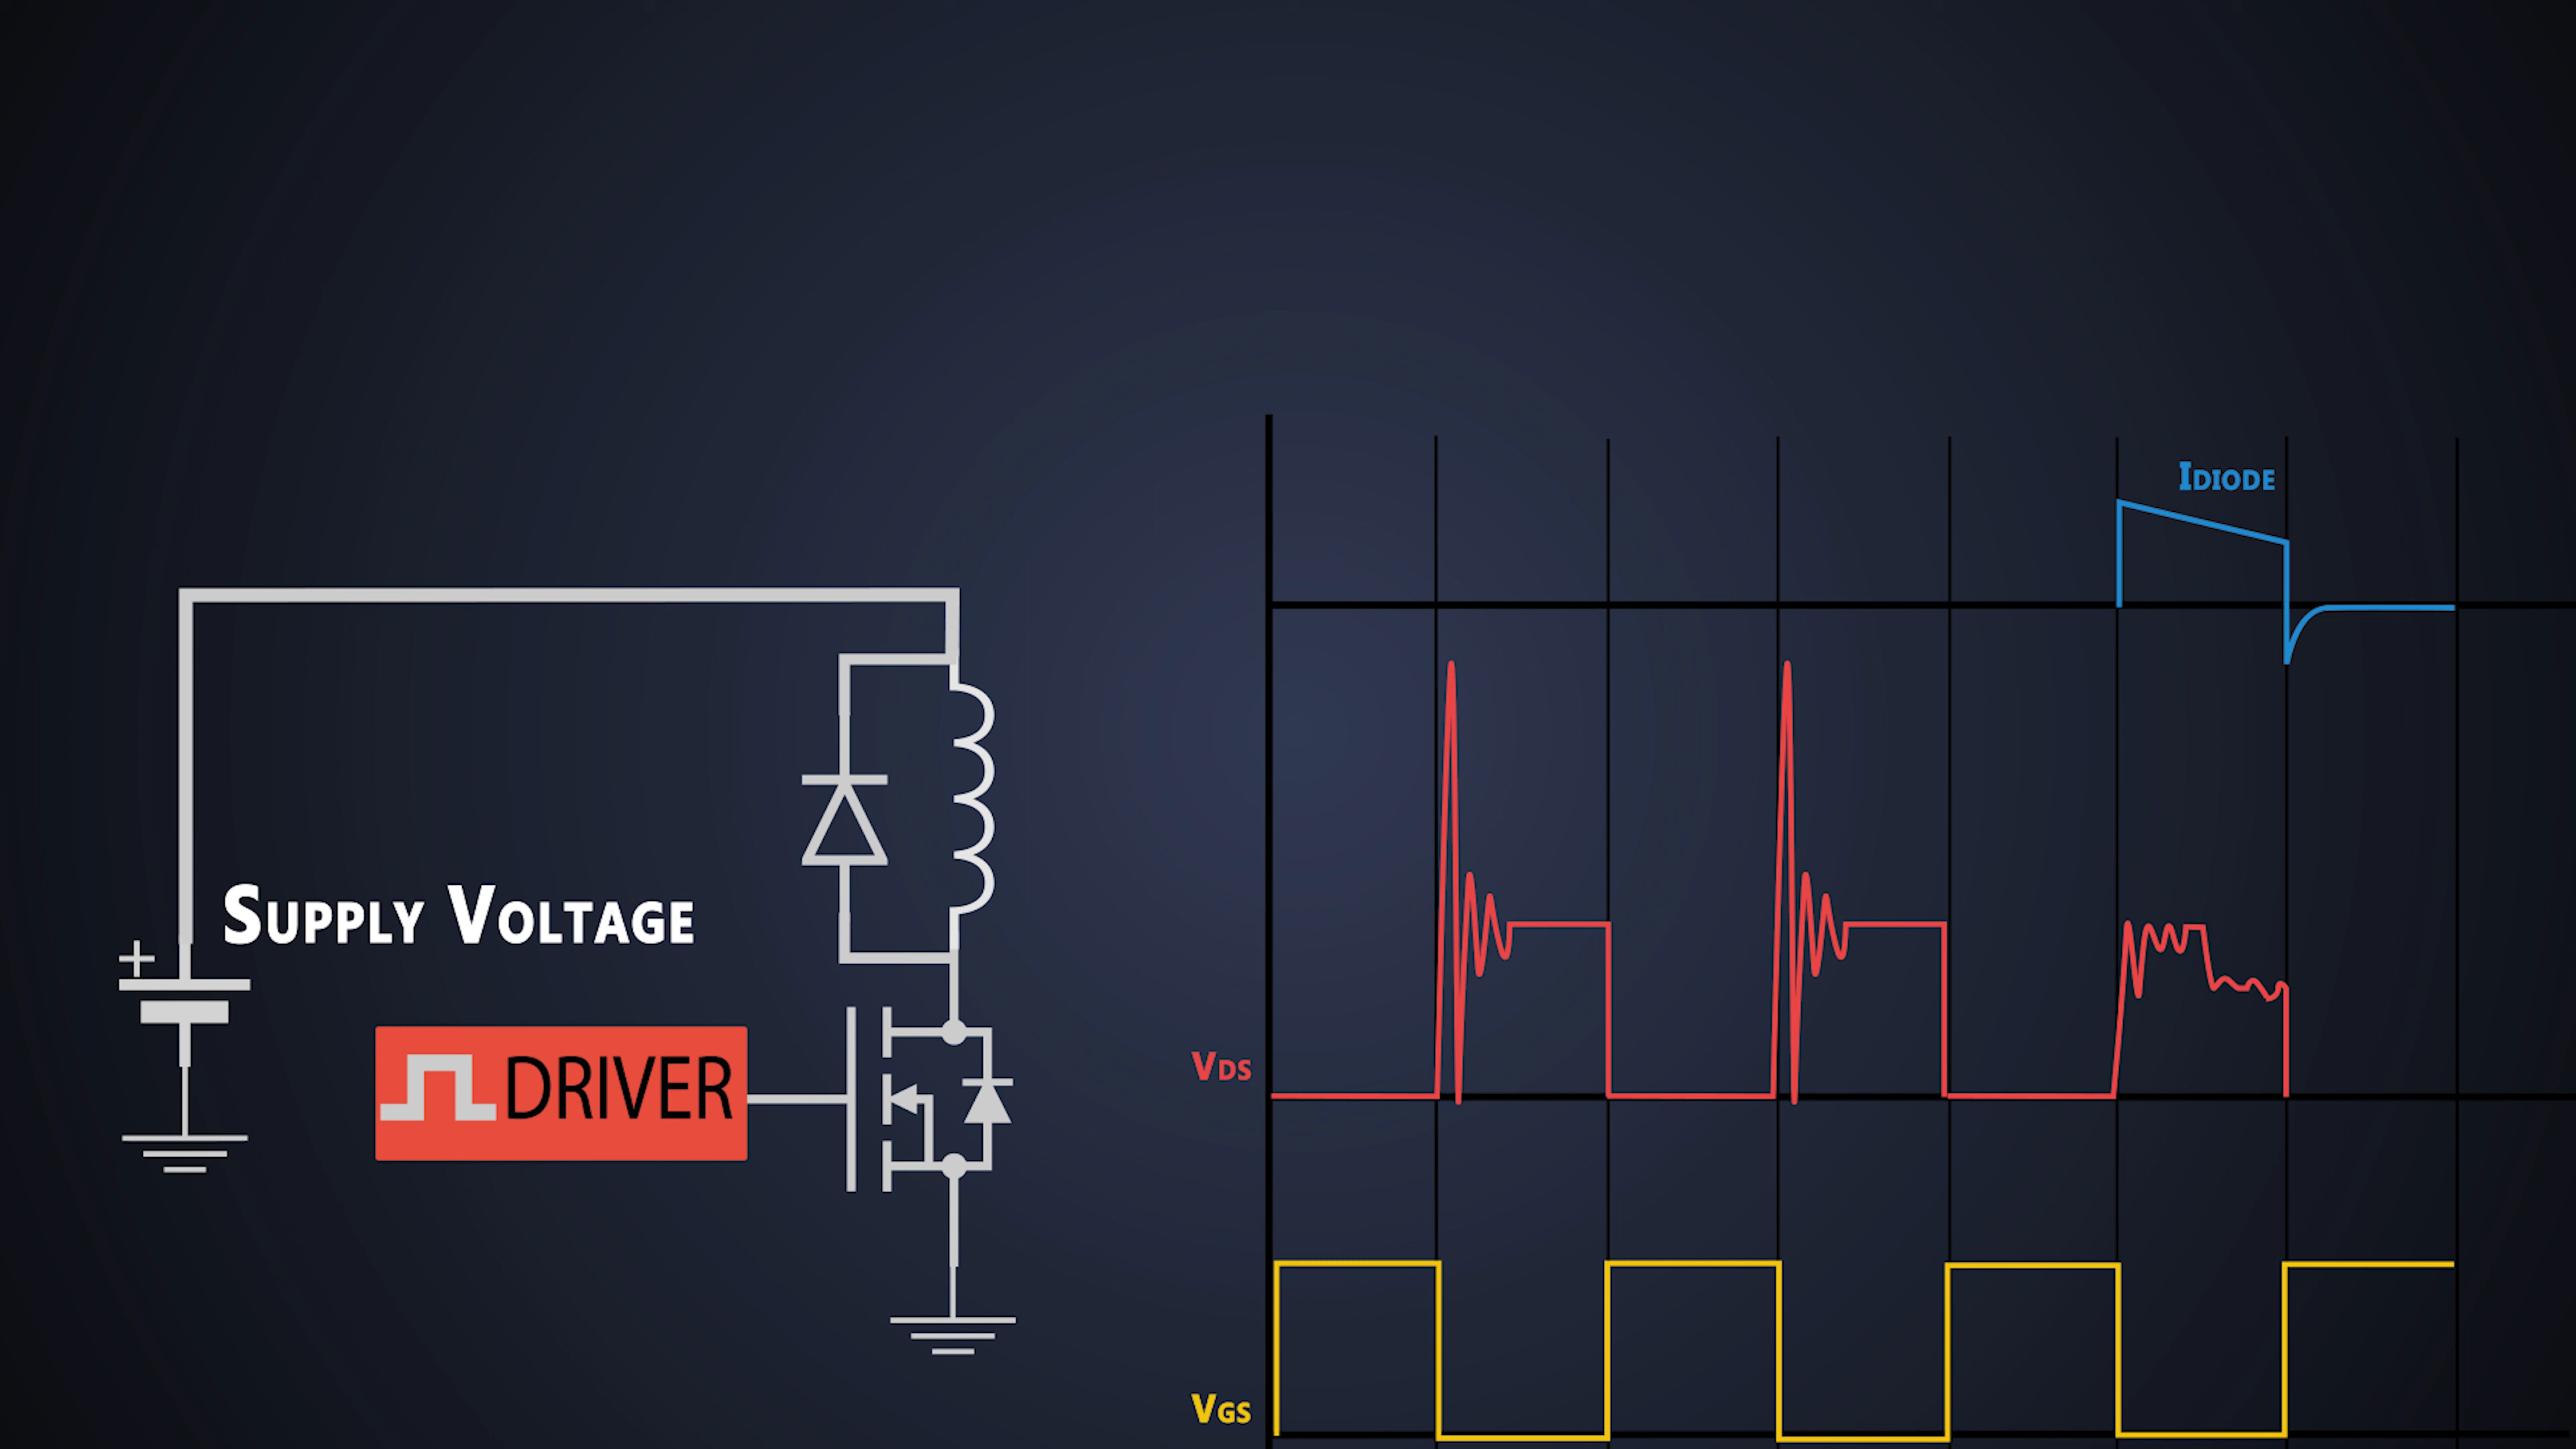 IDIODE
SUPPLY VOLTAGE
+
DRIVER
VDS
VGS